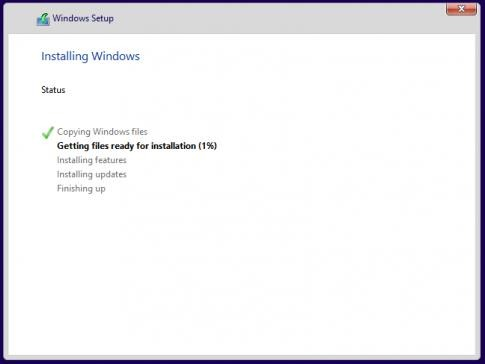 Windows Setup
Installing Windows
Status
Copying Windows files
Getting files ready for installation (1%)
Installing features
Installing updates
Finishing up